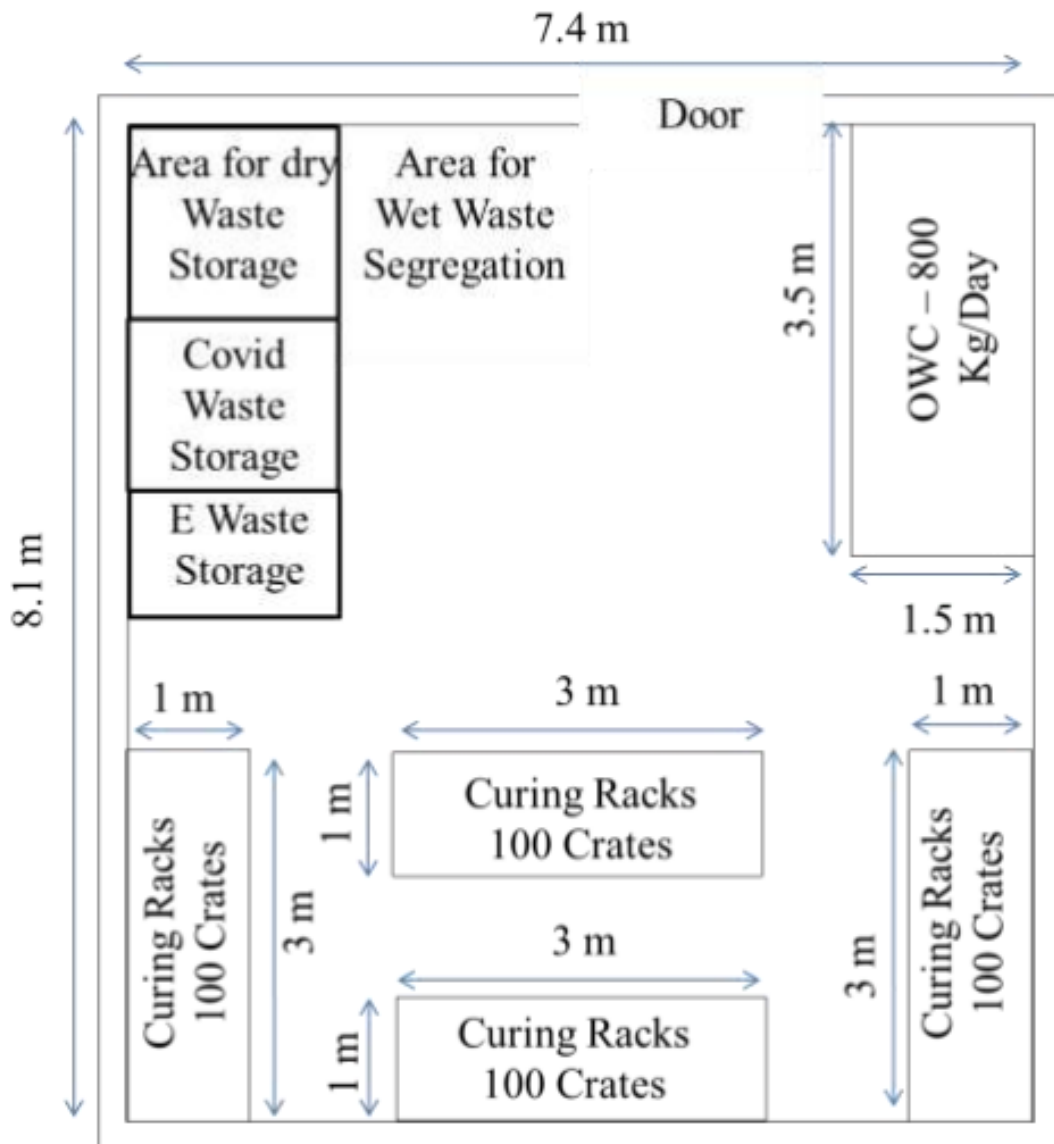 7.4 m
Door
Area for dry
Waste
Storage
Area for
Wet Waste
Segregation
3.5 m
OWC – 800
Kg/Day
Covid
Waste
Storage
8.1 m
E Waste
Storage
1.5 m
1 m
3 m
1 m
Curing Racks
100 Crates
3 m
1 m
Curing Racks
100 Crates
3 m
1 m
Curing Racks
100 Crates
3 m
Curing Racks
100 Crates